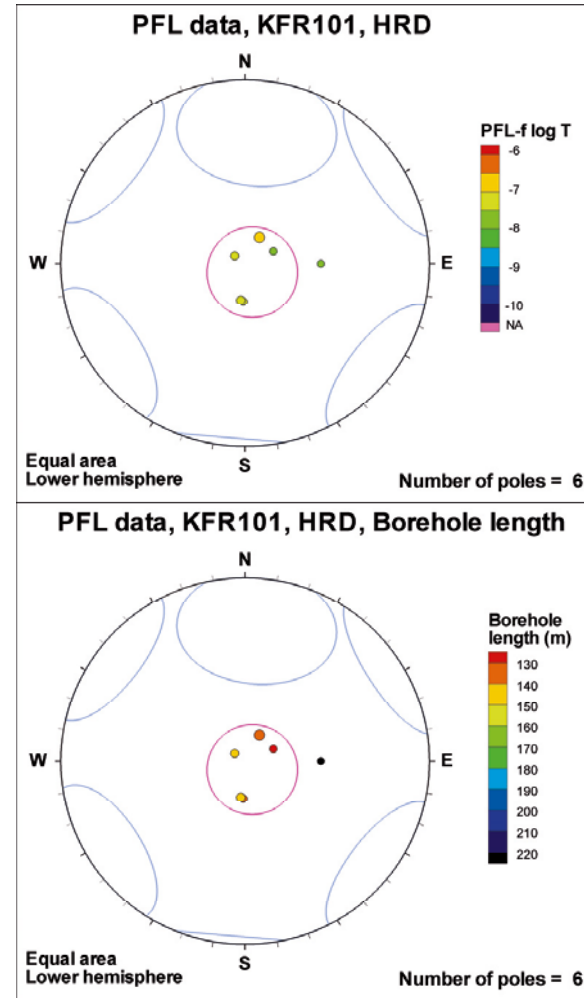 PFL data, KFR101, HRD
N
PFL-f log T
-6
-7
-8
-9
-10
NA
W
E
S
Equal area
Lower hemisphere
Number of poles = 6
PFL data, KFR101, HRD, Borehole length
N
Borehole
length (m)
130
140
150
160
170
180
190
200
210
220
W
E
S
Equal area
Lower hemisphere
Number of poles = 6